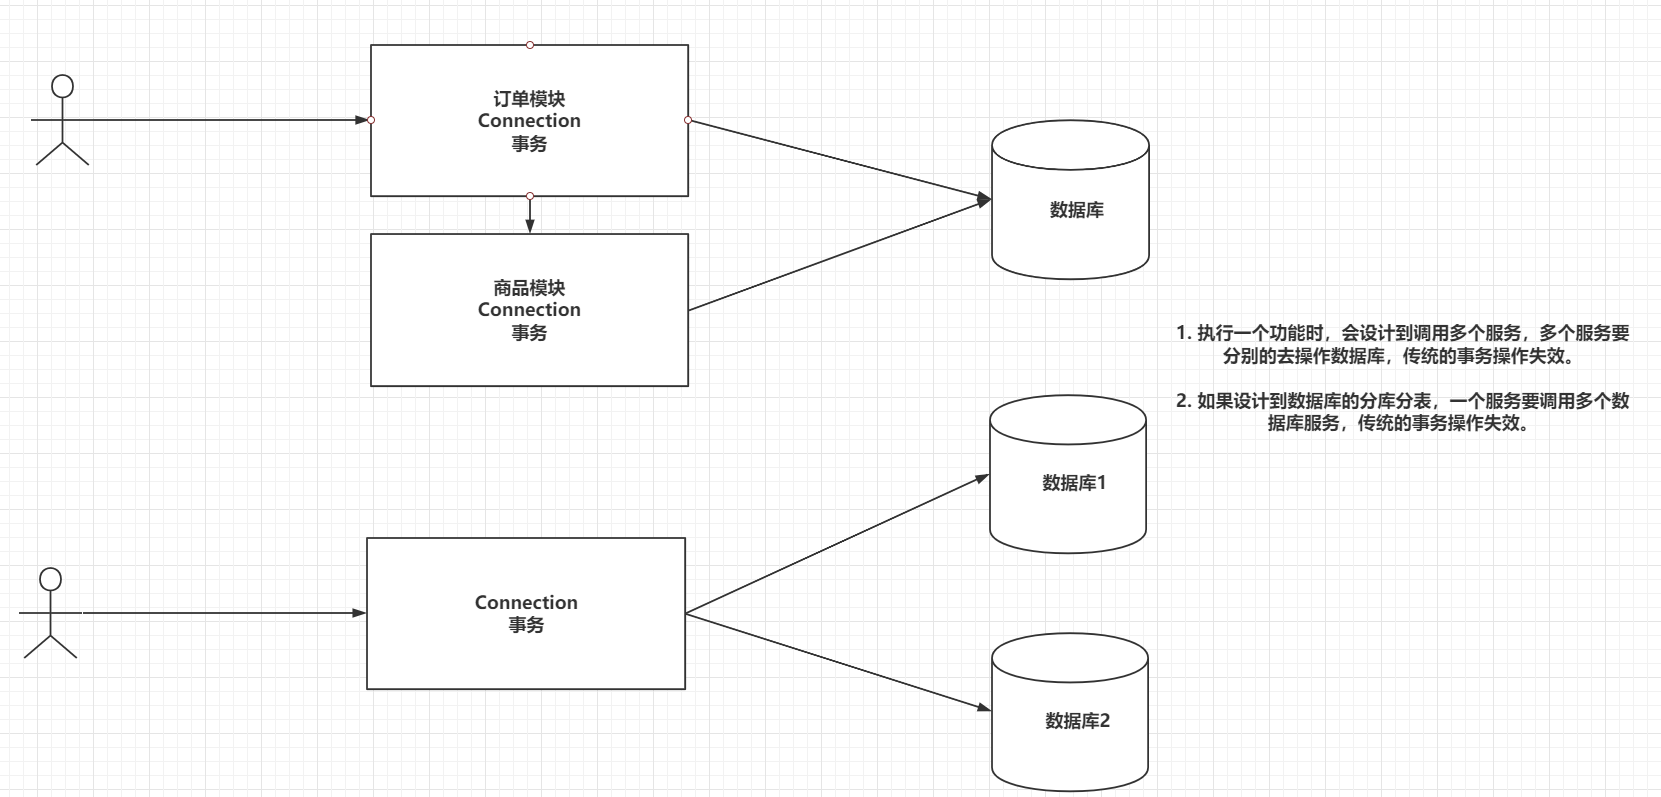 订单模块
Connection
事务
数据库
商品模块
Connection
事务
1. 执行一个功能时，会设计到调用多个服务，多个服务要
分别的去操作数据库，传统的事务操作失效。
2. 如果设计到数据库的分库分表，一个服务要调用多个数
据库服务，传统的事务操作失效。
数据库1
Connection
事务
数据库2